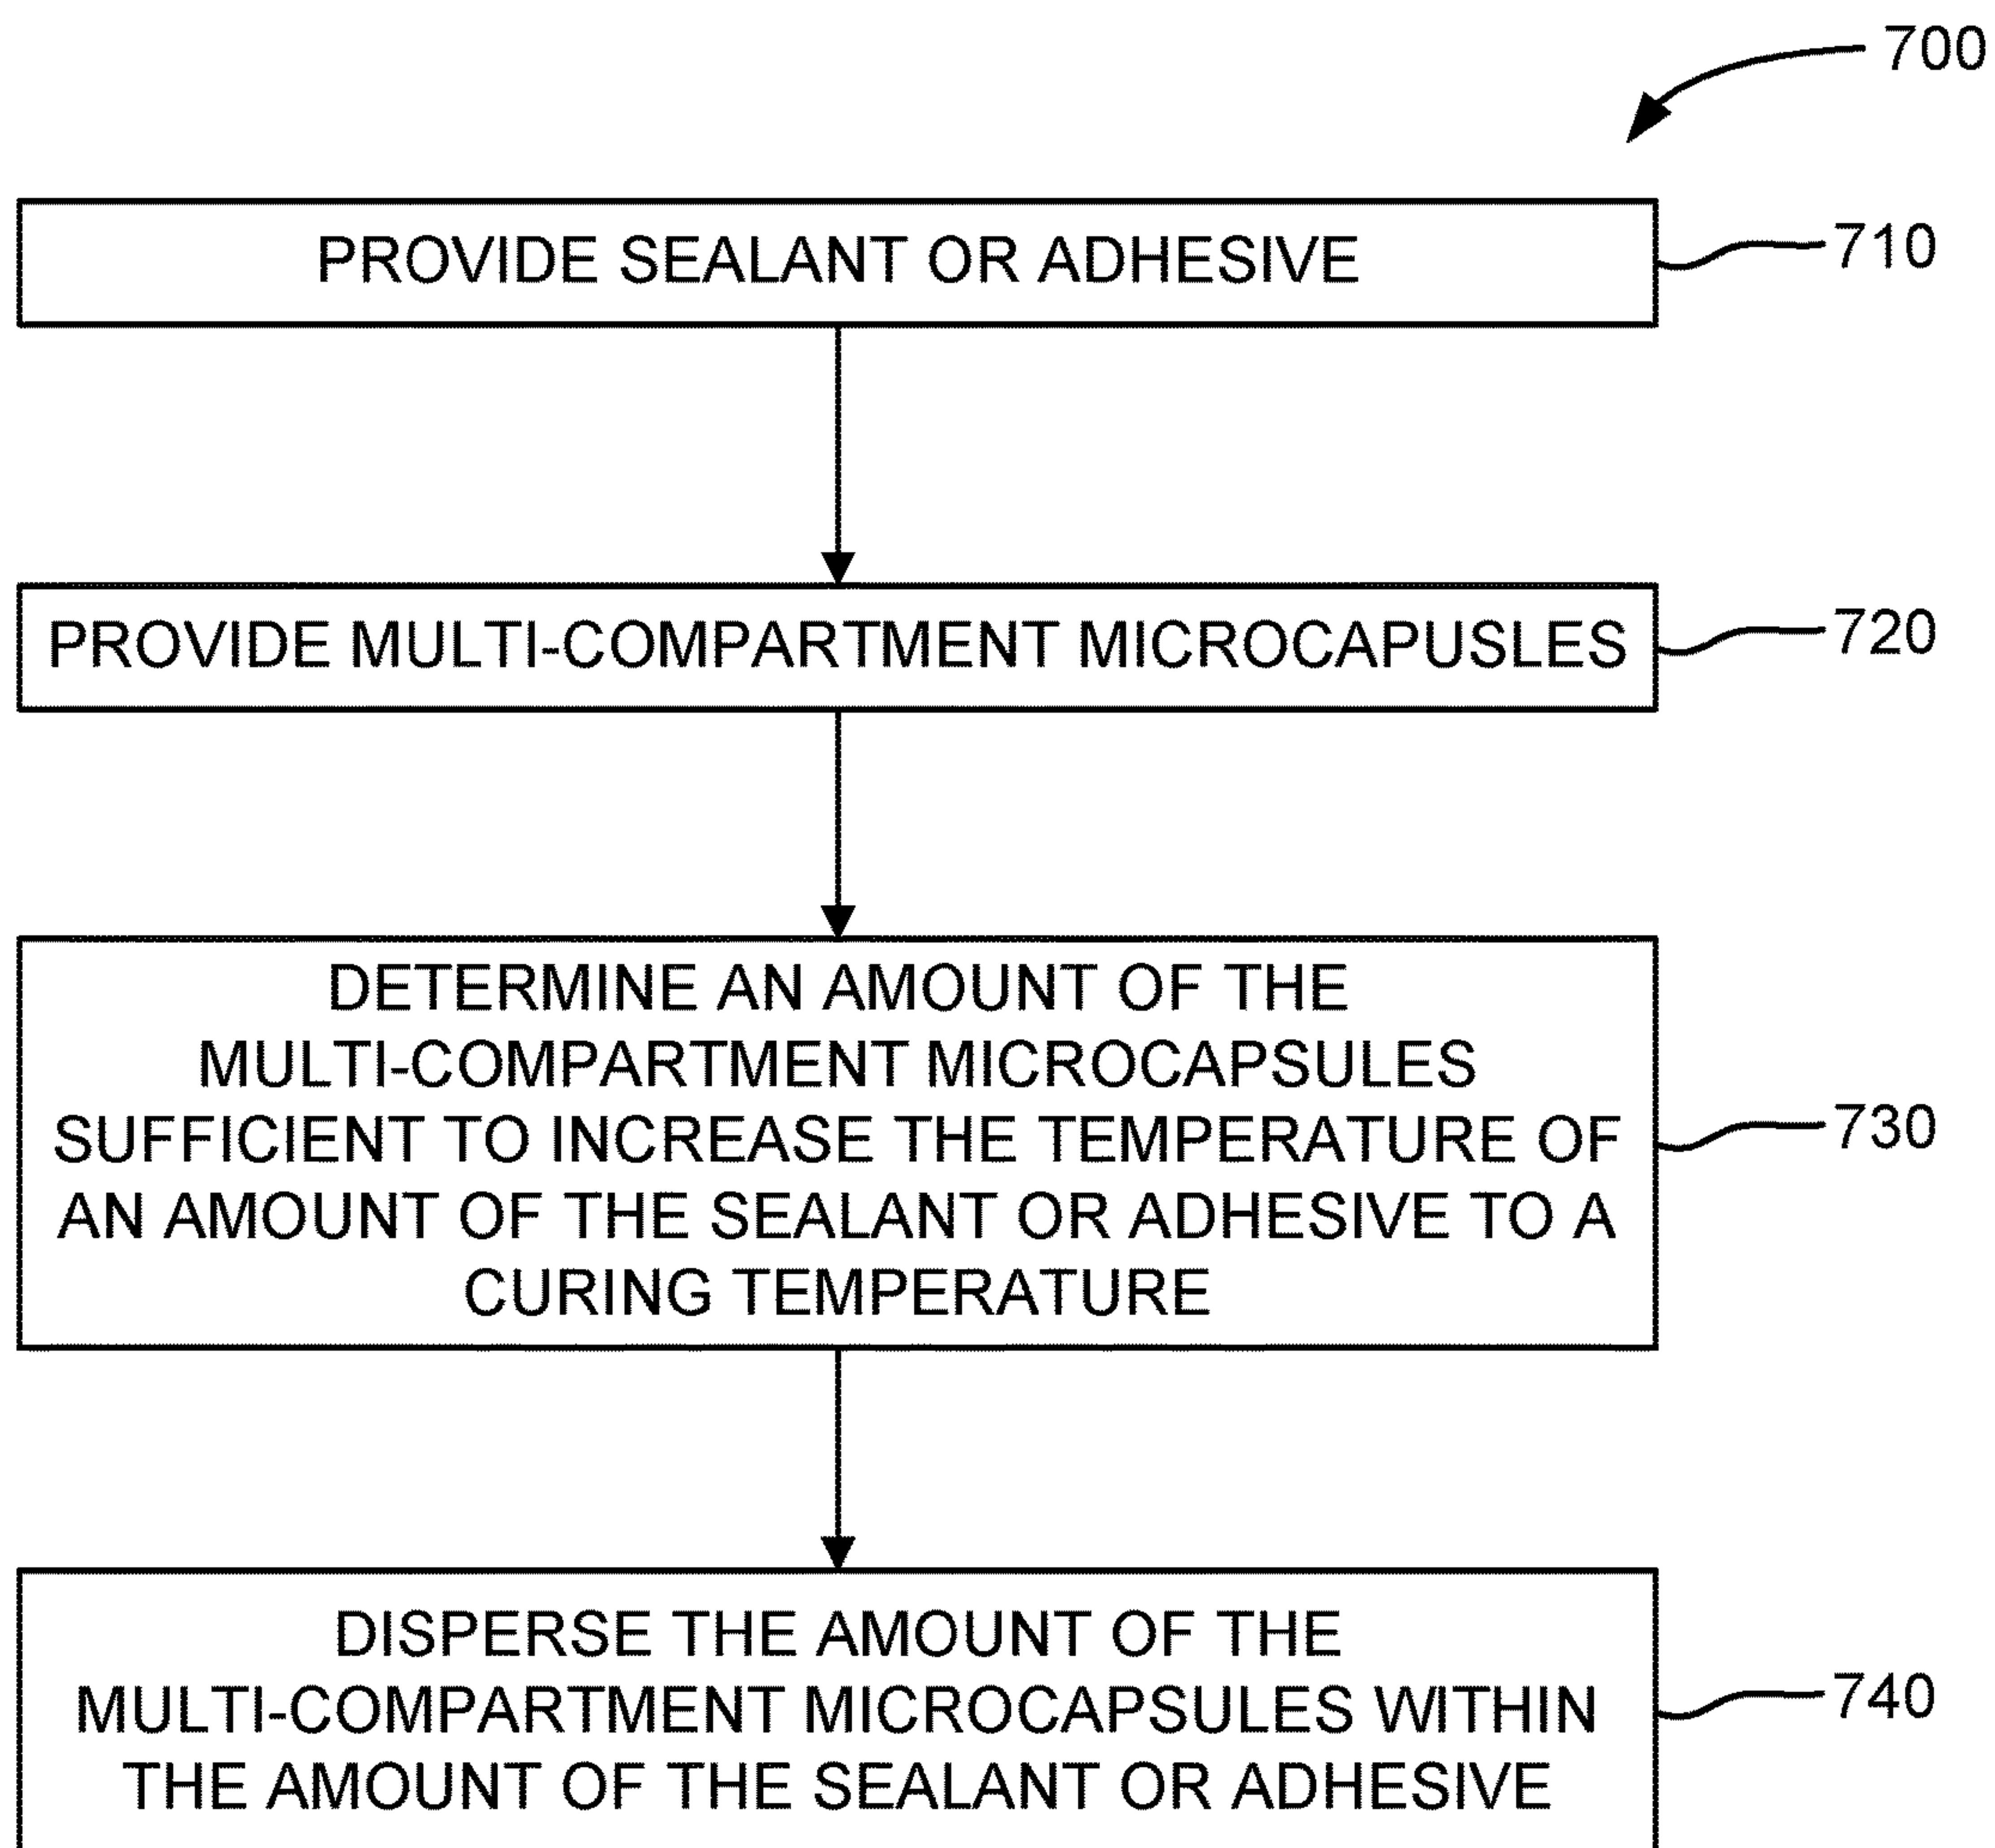 700
PROVIDE SEALANT OR ADHESIVE
710
PROVIDE MULTI-COMPARTMENT MICROCAPUSLES
720
DETERMINE AN AMOUNT OF THE
MULTI-COMPARTMENT MICROCAPSULES
SUFFICIENT TO INCREASE THE TEMPERATURE OF
AN AMOUNT OF THE SEALANT OR ADHESIVE TO A
CURING TEMPERATURE
730
DISPERSE THE AMOUNT OF THE
MULTI-COMPARTMENT MICROCAPSULES WITHIN
THE AMOUNT OF THE SEALANT OR ADHESIVE
740